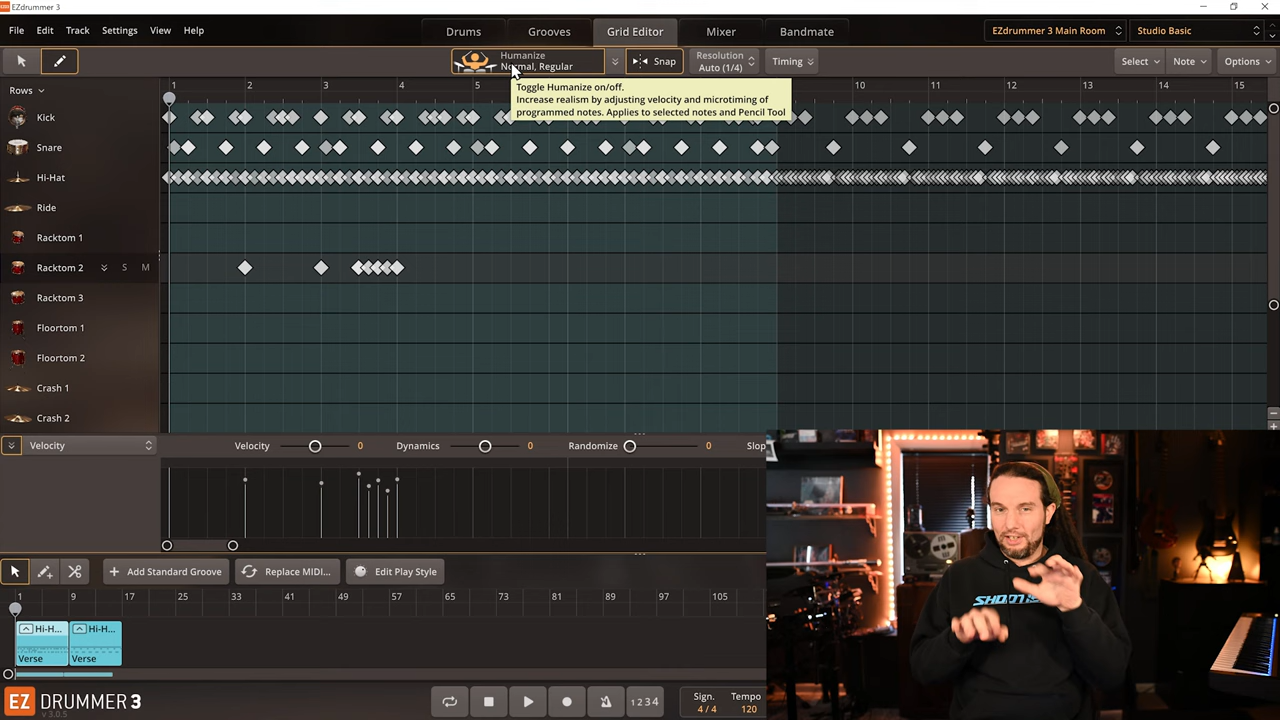 EZ EZdrummer 3
File Edit Track Settings View Help
Drums Grooves Grid Editor Mixer Bandmate
EZdrummer 3 Main Room Studio Basic
Humanize
Normal, Regular
Snap
Resolution
Auto (1/4)
Timing
Select Note Options
Toggle Humanize on/off.
Increase realism by adjusting velocity and microtiming of
programmed notes. Applies to selected notes and Pencil Tool
Rows
1 2 3 4 5 10 11 12 13 14 15
Kick
Snare
Hi-Hat
Ride
Racktom 1
Racktom 2 S M
Racktom 3
Floortom 1
Floortom 2
Crash 1
Crash 2
Velocity Velocity 0 Dynamics 0 Randomize 0 Slop
Add Standard Groove Replace MIDI... Edit Play Style
1 9 17 25 33 41 49 57 65 73 81 89 97 105
Hi-H... Hi-H...
Verse Verse
EZ DRUMMER 3
v 3.0.5
1 2 3 4
Sign. Tempo
4 / 4 120